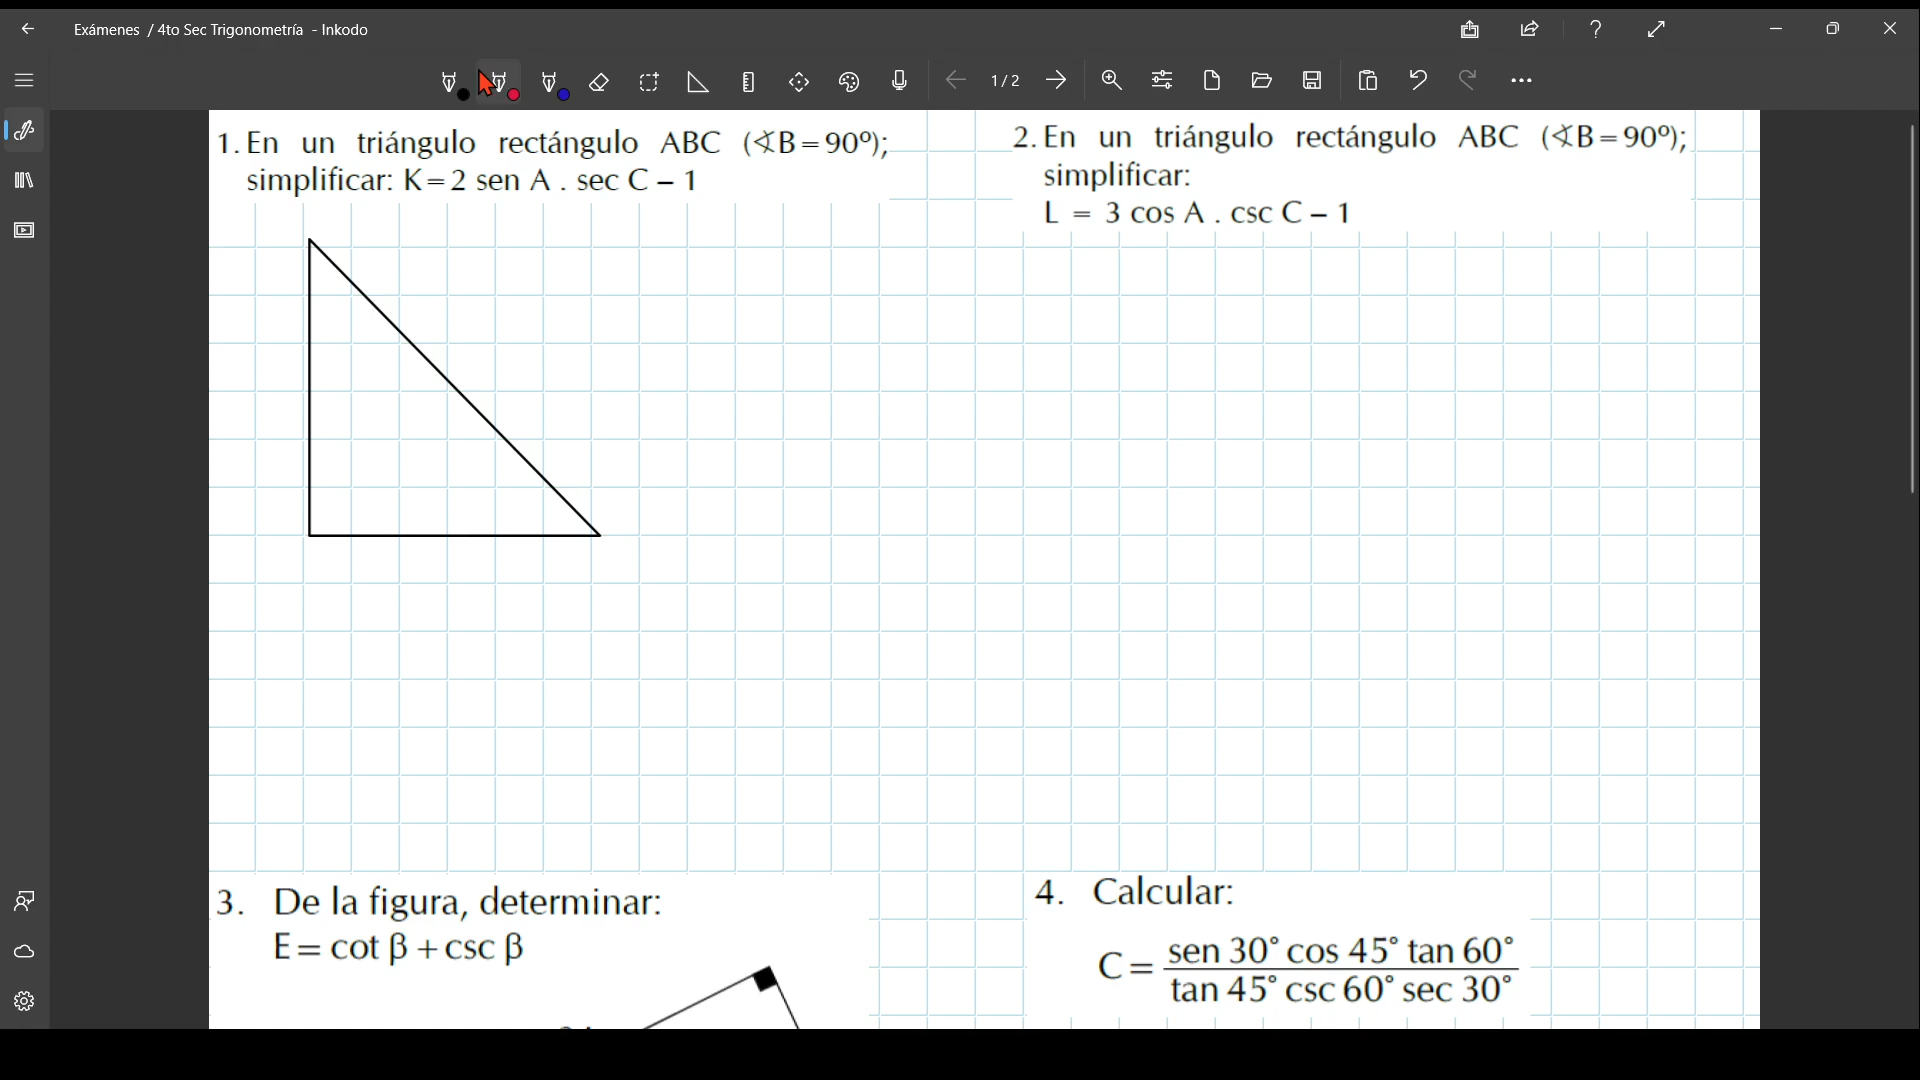 Exámenes / 4to Sec Trigonometría - Inkodo
1 / 2
1. En un triángulo rectángulo ABC (∢B = 90º);
simplificar: K = 2 sen A . sec C – 1
2. En un triángulo rectángulo ABC (∢B = 90º);
simplificar:
L = 3 cos A . csc C – 1
3. De la figura, determinar:
E = cot β + csc β
4. Calcular:
C = sen 30° cos 45° tan 60°
tan 45° csc 60° sec 30°